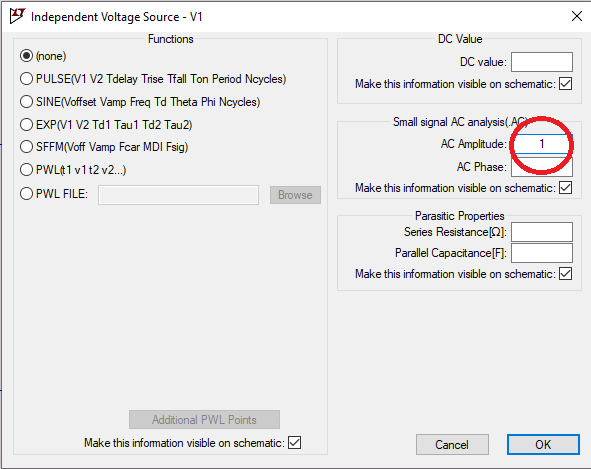 Independent Voltage Source - V1
Functions
(none)
PULSE(V1 V2 Tdelay Trise Tfall Ton Period Ncycles)
SINE(Voffset Vamp Freq Td Theta Phi Ncycles)
EXP(V1 V2 Td1 Tau1 Td2 Tau2)
SFFM(Voff Vamp Fcar MDI Fsig)
PWL(t1 v1 t2 v2...)
PWL FILE:
Browse
Additional PWL Points
Make this information visible on schematic:
DC Value
DC value:
Make this information visible on schematic:
Small signal AC analysis(.AC)
AC Amplitude: 1
AC Phase:
Make this information visible on schematic:
Parasitic Properties
Series Resistance[Ω]:
Parallel Capacitance[F]:
Make this information visible on schematic:
Cancel
OK